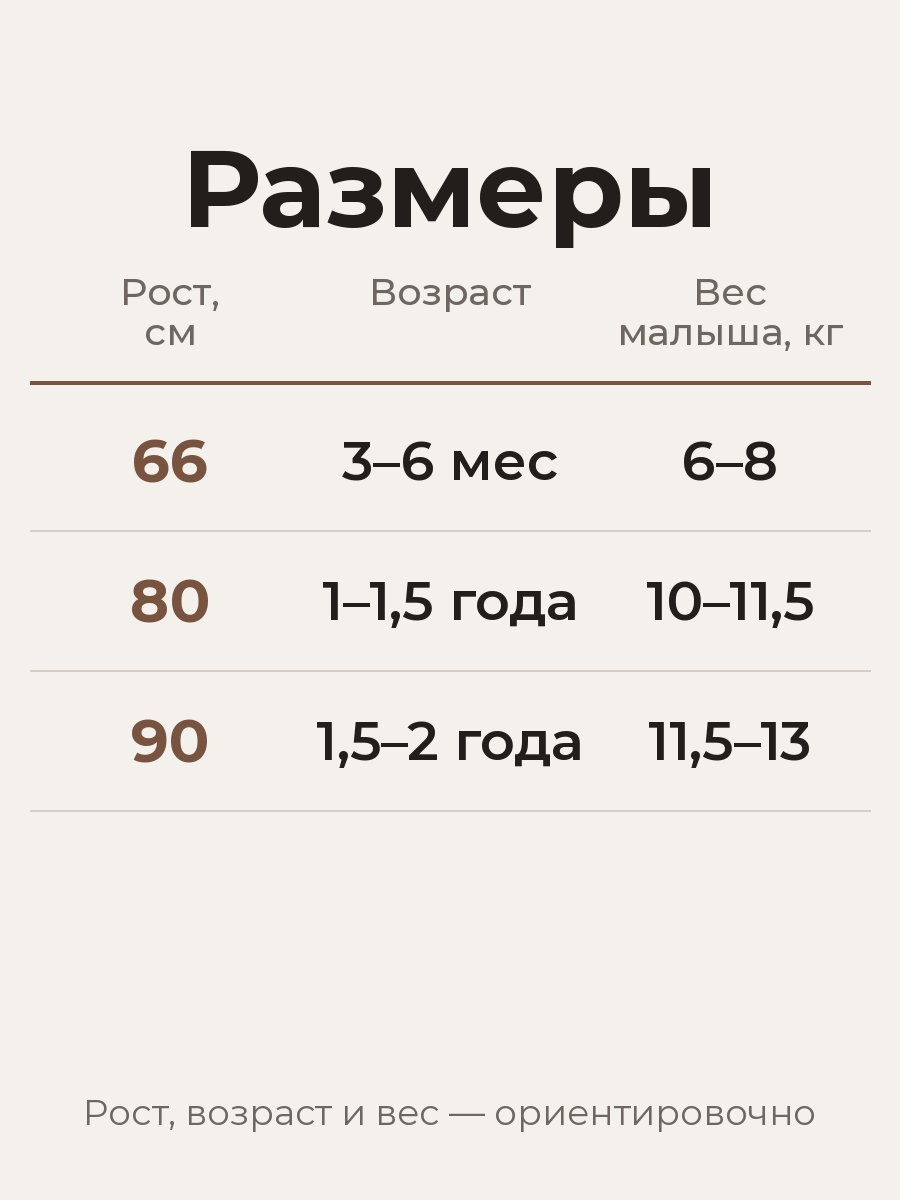 Размеры
Рост, см
Возраст
Вес малыша, кг
66 3–6 мес 6–8
80 1–1,5 года 10–11,5
90 1,5–2 года 11,5–13
Рост, возраст и вес — ориентировочно